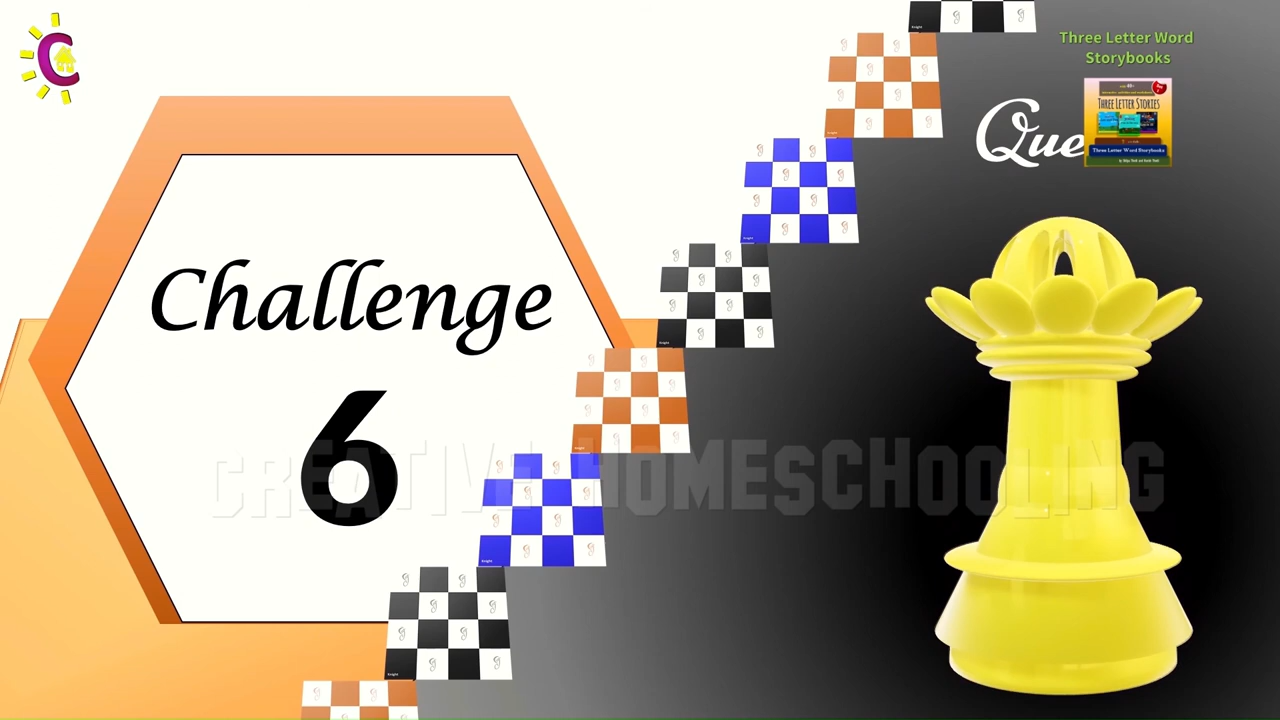 C
Three Letter Word
Storybooks
THREE LETTER STORIES
Three Letter Word Storybooks
Que
Challenge
6
CREATIVE HOMESCHOOLING